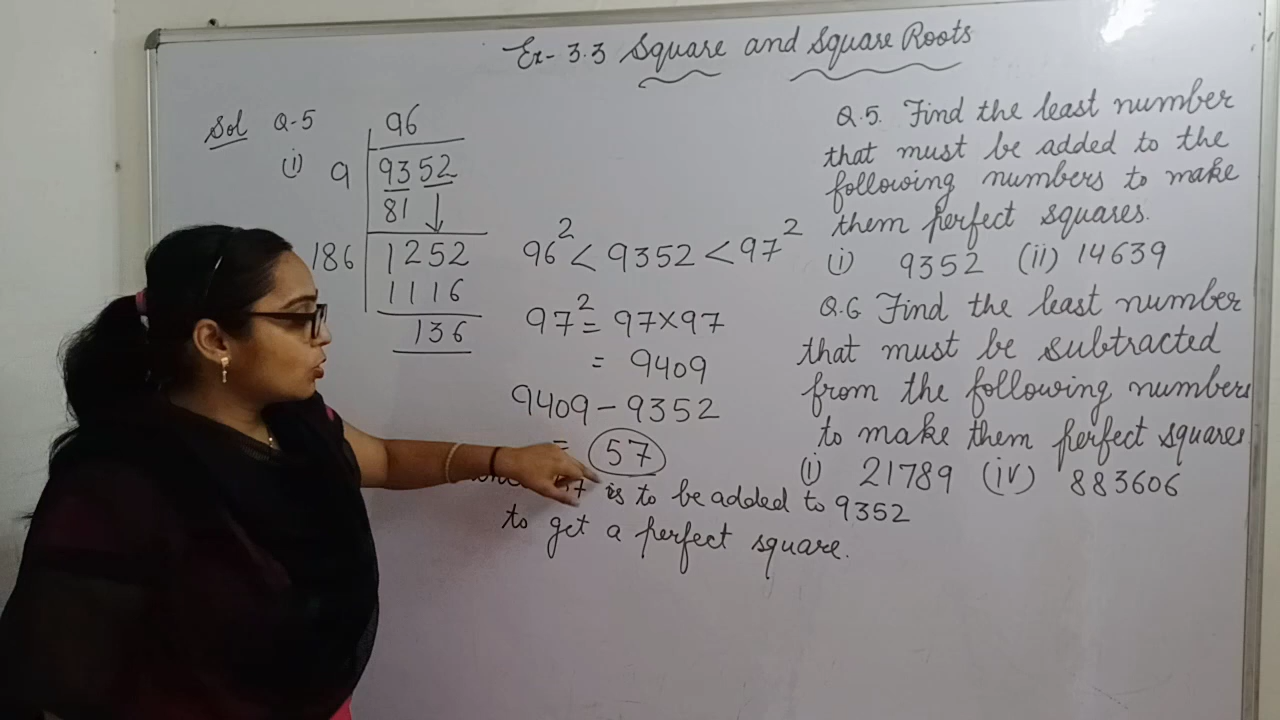 Ex- 3.3 Square and Square Roots
Sol Q-5
(i)
96
9 9352
81
186 1252
1116
136
96² < 9352 < 97²
97² = 97×97
= 9409
9409 – 9352
= 57
is to be added to 9352
to get a perfect square.
Q.5. Find the least number
that must be added to the
following numbers to make
them perfect squares.
(i) 9352 (ii) 14639
Q.6 Find the least number
that must be subtracted
from the following numbers
to make them perfect squares
(i) 21789 (iv) 883606